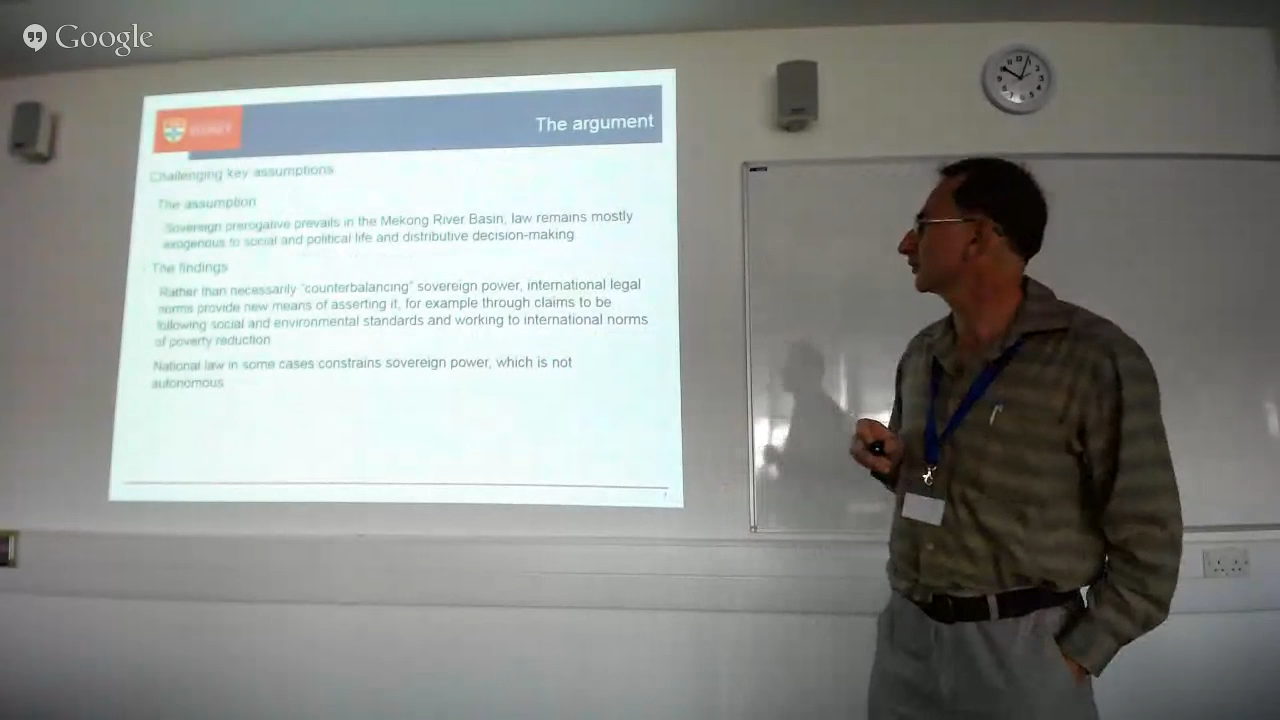 Google
SYDNEY
The argument
Challenging key assumptions
The assumption
Sovereign prerogative prevails in the Mekong River Basin, law remains mostly
exogenous to social and political life and distributive decision-making
The findings
Rather than necessarily "counterbalancing" sovereign power, international legal
norms provide new means of asserting it, for example through claims to be
following social and environmental standards and working to international norms
of poverty reduction
National law in some cases constrains sovereign power, which is not
autonomous